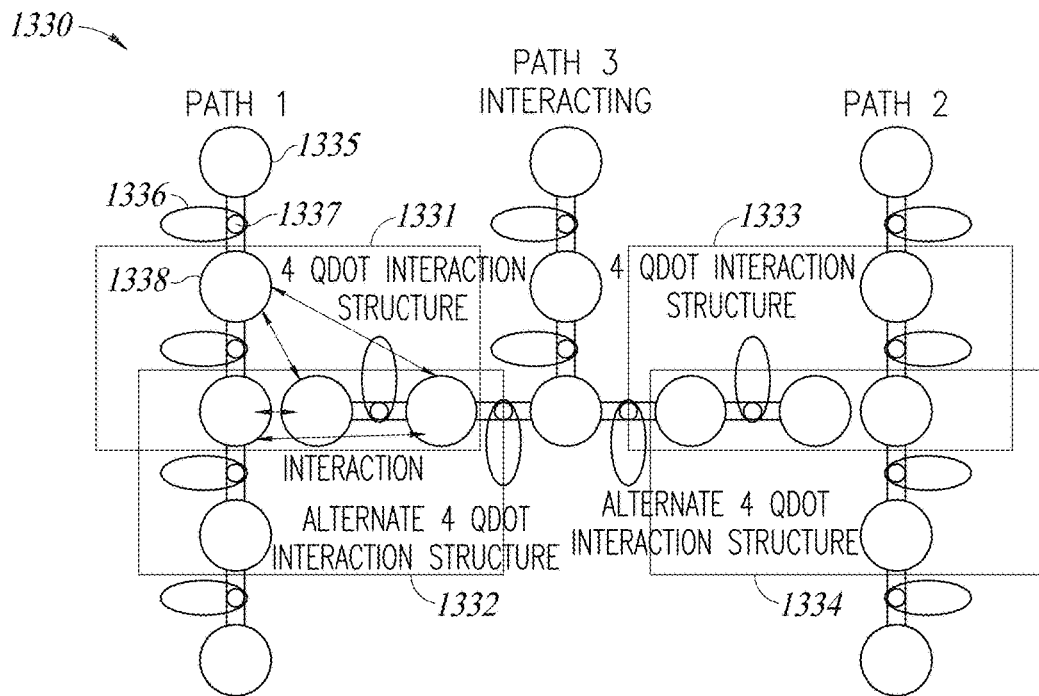 1330
PATH 3
INTERACTING
PATH 1
PATH 2
1335
1336
1337
1331
1333
1338
4 QDOT INTERACTION
STRUCTURE
4 QDOT INTERACTION
STRUCTURE
INTERACTION
ALTERNATE 4 QDOT
INTERACTION STRUCTURE
ALTERNATE 4 QDOT
INTERACTION STRUCTURE
1332
1334